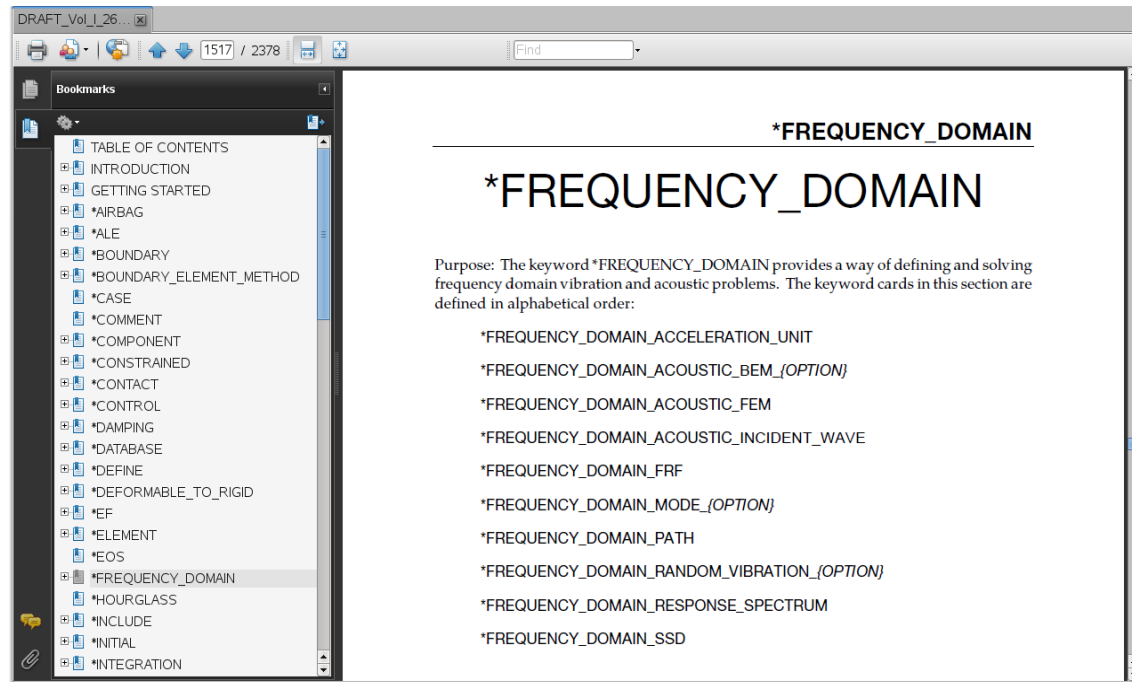 DRAFT_Vol_I_26...
1517 / 2378
Find
Bookmarks
TABLE OF CONTENTS
INTRODUCTION
GETTING STARTED
*AIRBAG
*ALE
*BOUNDARY
*BOUNDARY_ELEMENT_METHOD
*CASE
*COMMENT
*COMPONENT
*CONSTRAINED
*CONTACT
*CONTROL
*DAMPING
*DATABASE
*DEFINE
*DEFORMABLE_TO_RIGID
*EF
*ELEMENT
*EOS
*FREQUENCY_DOMAIN
*HOURGLASS
*INCLUDE
*INITIAL
*INTEGRATION
*FREQUENCY_DOMAIN
*FREQUENCY_DOMAIN
Purpose: The keyword *FREQUENCY_DOMAIN provides a way of defining and solving
frequency domain vibration and acoustic problems. The keyword cards in this section are
defined in alphabetical order:
*FREQUENCY_DOMAIN_ACCELERATION_UNIT
*FREQUENCY_DOMAIN_ACOUSTIC_BEM_{OPTION}
*FREQUENCY_DOMAIN_ACOUSTIC_FEM
*FREQUENCY_DOMAIN_ACOUSTIC_INCIDENT_WAVE
*FREQUENCY_DOMAIN_FRF
*FREQUENCY_DOMAIN_MODE_{OPTION}
*FREQUENCY_DOMAIN_PATH
*FREQUENCY_DOMAIN_RANDOM_VIBRATION_{OPTION}
*FREQUENCY_DOMAIN_RESPONSE_SPECTRUM
*FREQUENCY_DOMAIN_SSD